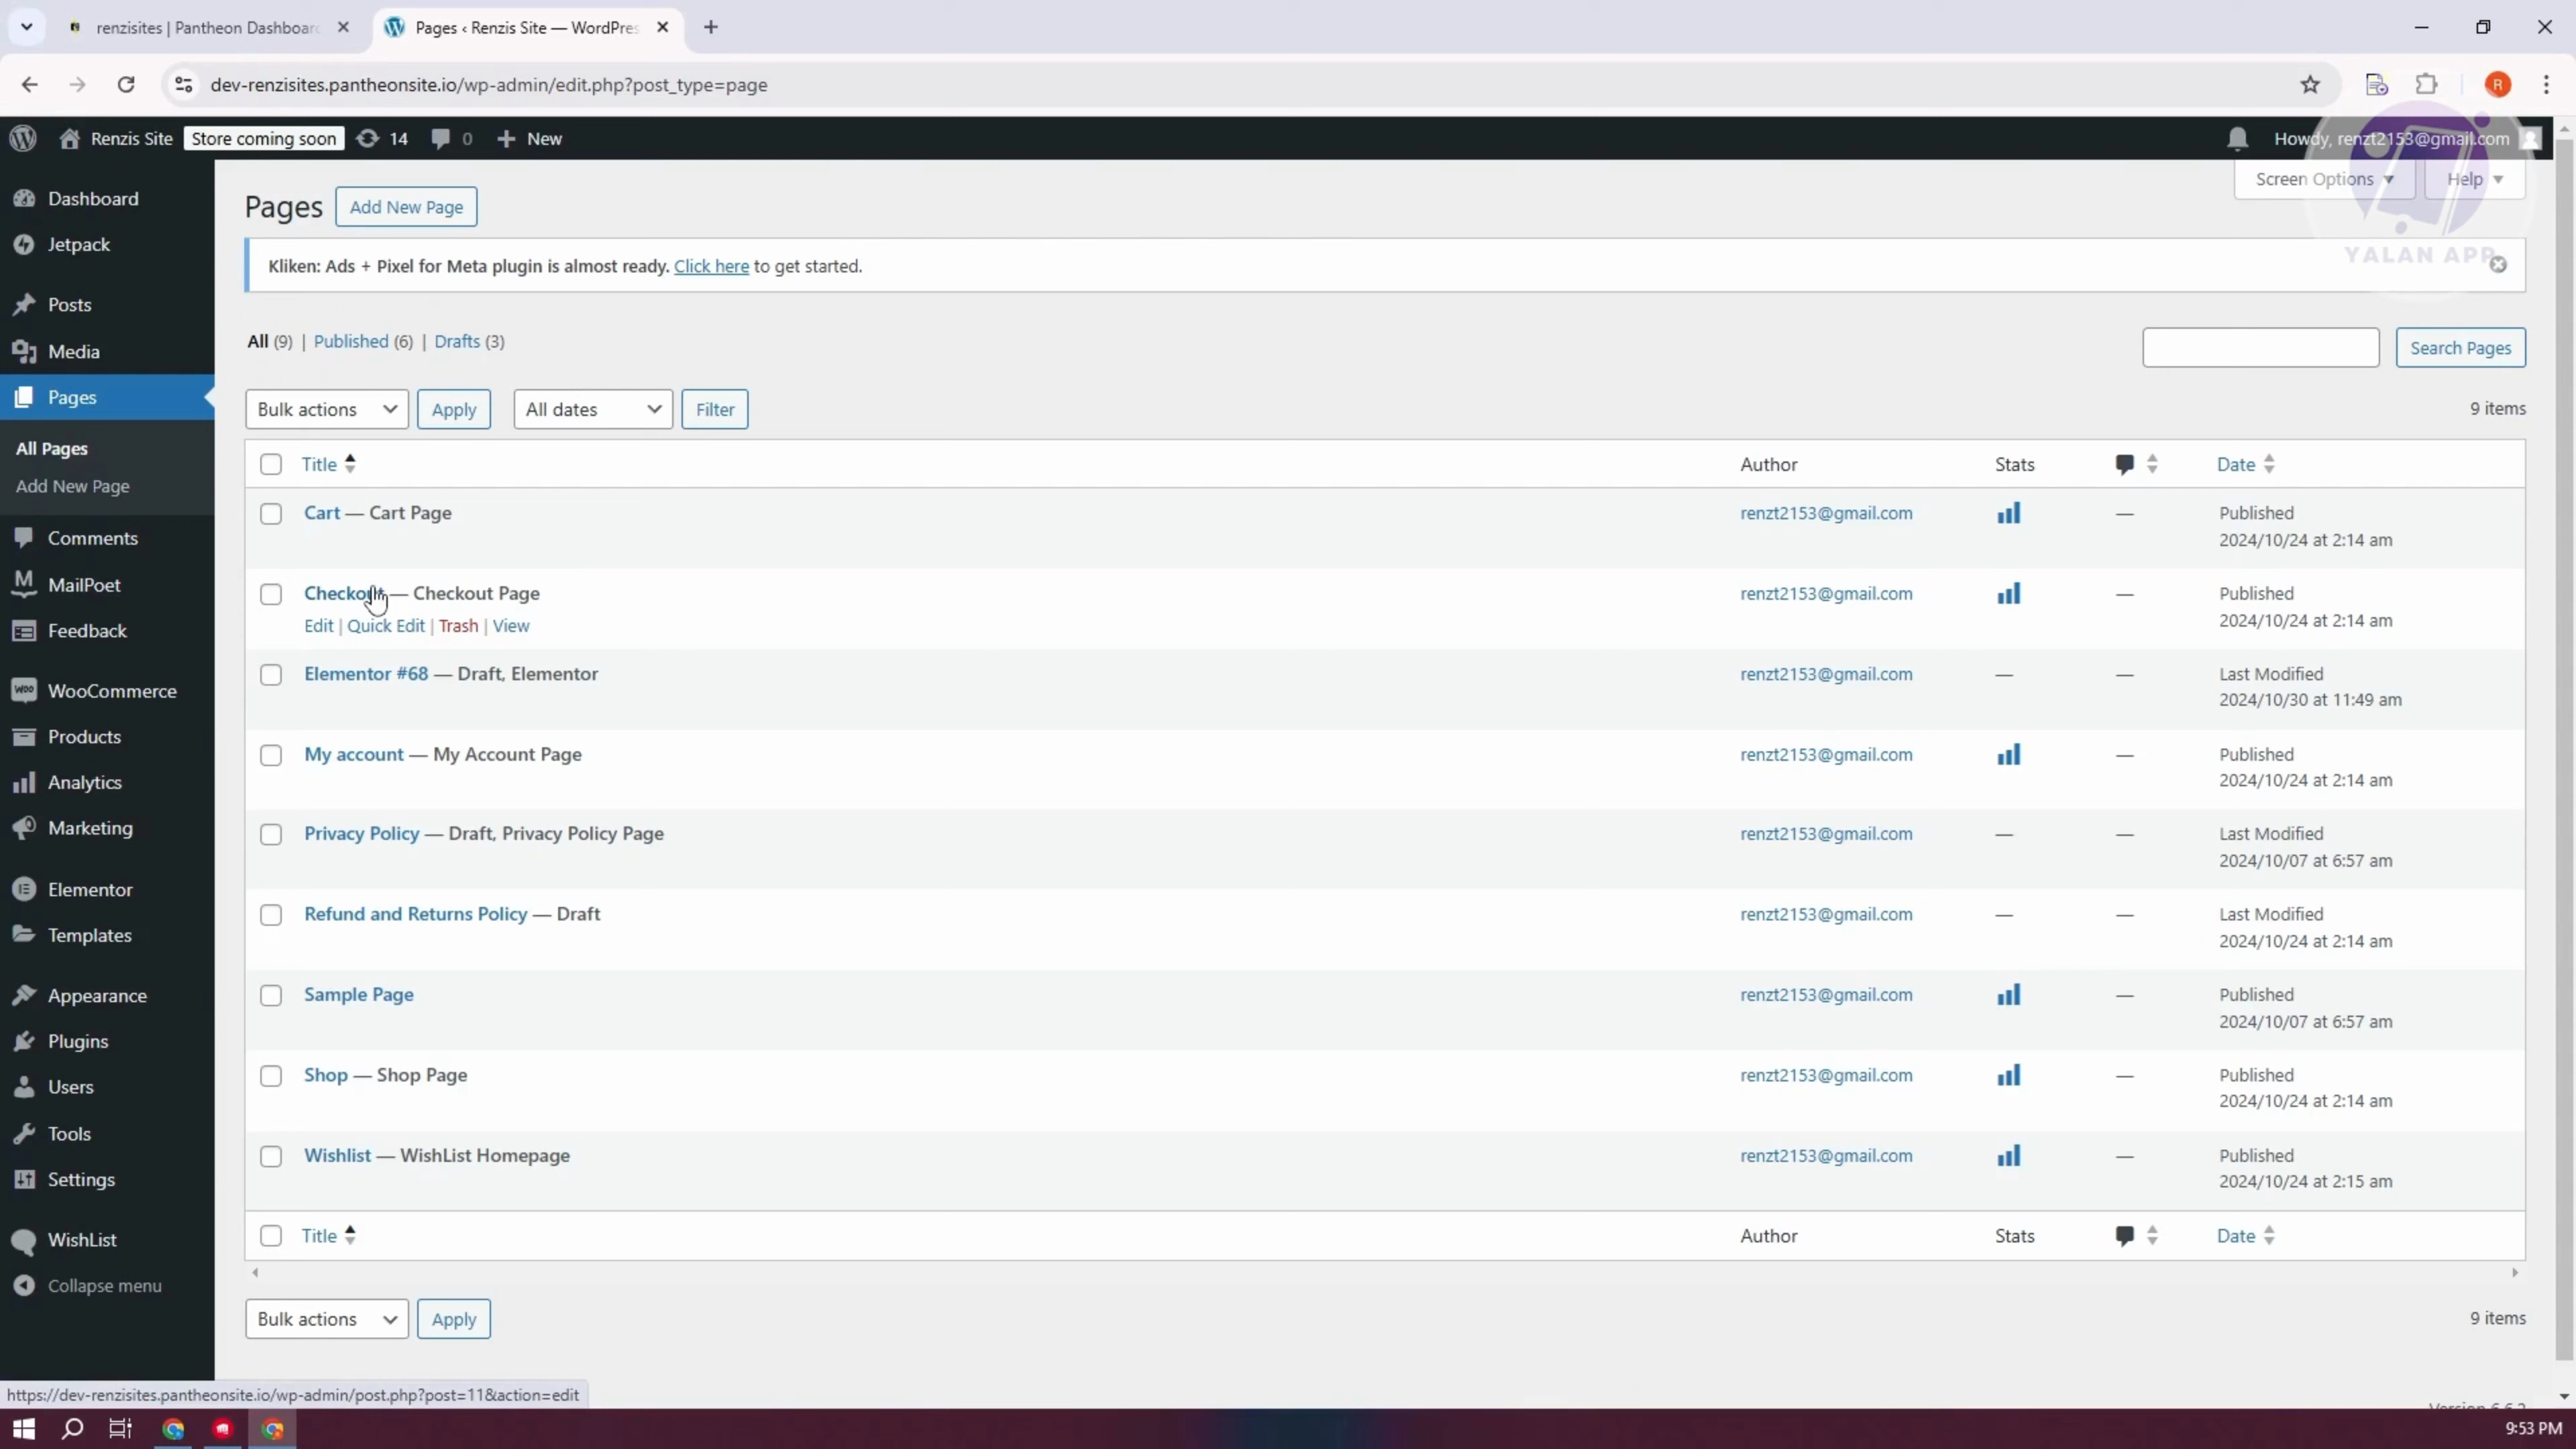 renzisites | Pantheon Dashboar
Pages ‹ Renzis Site — WordPres
dev-renzisites.pantheonsite.io/wp-admin/edit.php?post_type=page
R
Renzis Site Store coming soon 14 0 + New
Howdy, renzt2153@gmail.com
Screen Options Help
YALAN APP
Dashboard
Jetpack
Posts
Media
Pages
All Pages
Add New Page
Comments
MailPoet
Feedback
WooCommerce
Products
Analytics
Marketing
Elementor
Templates
Appearance
Plugins
Users
Tools
Settings
WishList
Collapse menu
Pages Add New Page
Kliken: Ads + Pixel for Meta plugin is almost ready. Click here to get started.
All (9) | Published (6) | Drafts (3)
Search Pages
Bulk actions Apply All dates Filter
9 items
Title Author Stats Date
Cart — Cart Page renzt2153@gmail.com — Published
2024/10/24 at 2:14 am
Checkout — Checkout Page renzt2153@gmail.com — Published
Edit | Quick Edit | Trash | View 2024/10/24 at 2:14 am
Elementor #68 — Draft, Elementor renzt2153@gmail.com — — Last Modified
2024/10/30 at 11:49 am
My account — My Account Page renzt2153@gmail.com — Published
2024/10/24 at 2:14 am
Privacy Policy — Draft, Privacy Policy Page renzt2153@gmail.com — — Last Modified
2024/10/07 at 6:57 am
Refund and Returns Policy — Draft renzt2153@gmail.com — — Last Modified
2024/10/24 at 2:14 am
Sample Page renzt2153@gmail.com — Published
2024/10/07 at 6:57 am
Shop — Shop Page renzt2153@gmail.com — Published
2024/10/24 at 2:14 am
Wishlist — WishList Homepage renzt2153@gmail.com — Published
2024/10/24 at 2:15 am
Title Author Stats Date
Bulk actions Apply
9 items
https://dev-renzisites.pantheonsite.io/wp-admin/post.php?post=11&action=edit
9:53 PM